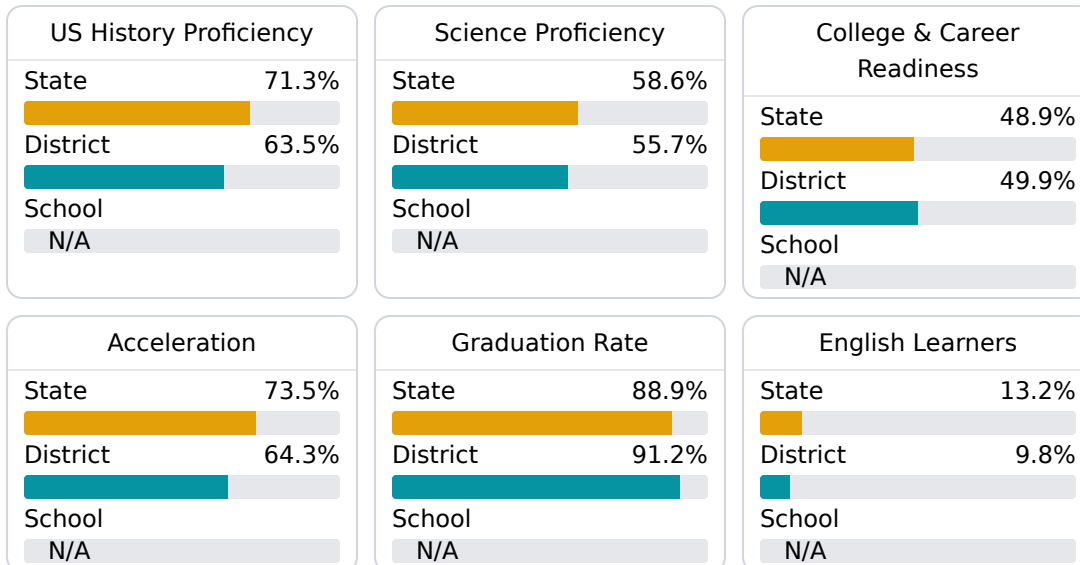 US History Proficiency
State 71.3%
District 63.5%
School
N/A
Science Proficiency
State 58.6%
District 55.7%
School
N/A
College & Career
Readiness
State 48.9%
District 49.9%
School
N/A
Acceleration
State 73.5%
District 64.3%
School
N/A
Graduation Rate
State 88.9%
District 91.2%
School
N/A
English Learners
State 13.2%
District 9.8%
School
N/A